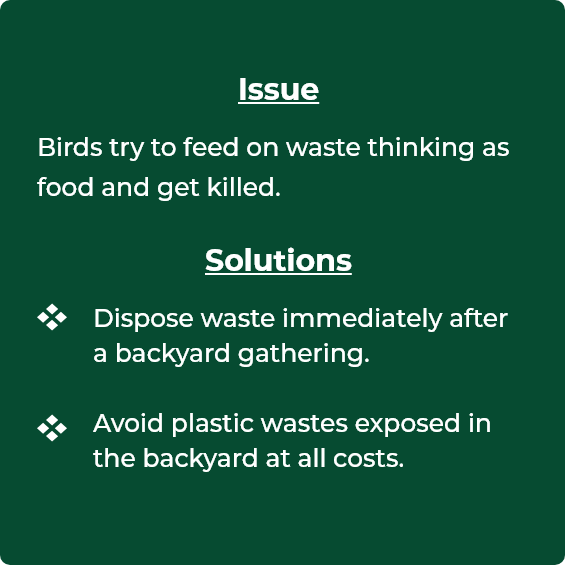 Issue
Birds try to feed on waste thinking as
food and get killed.
Solutions
❖ Dispose waste immediately after
a backyard gathering.
❖ Avoid plastic wastes exposed in
the backyard at all costs.